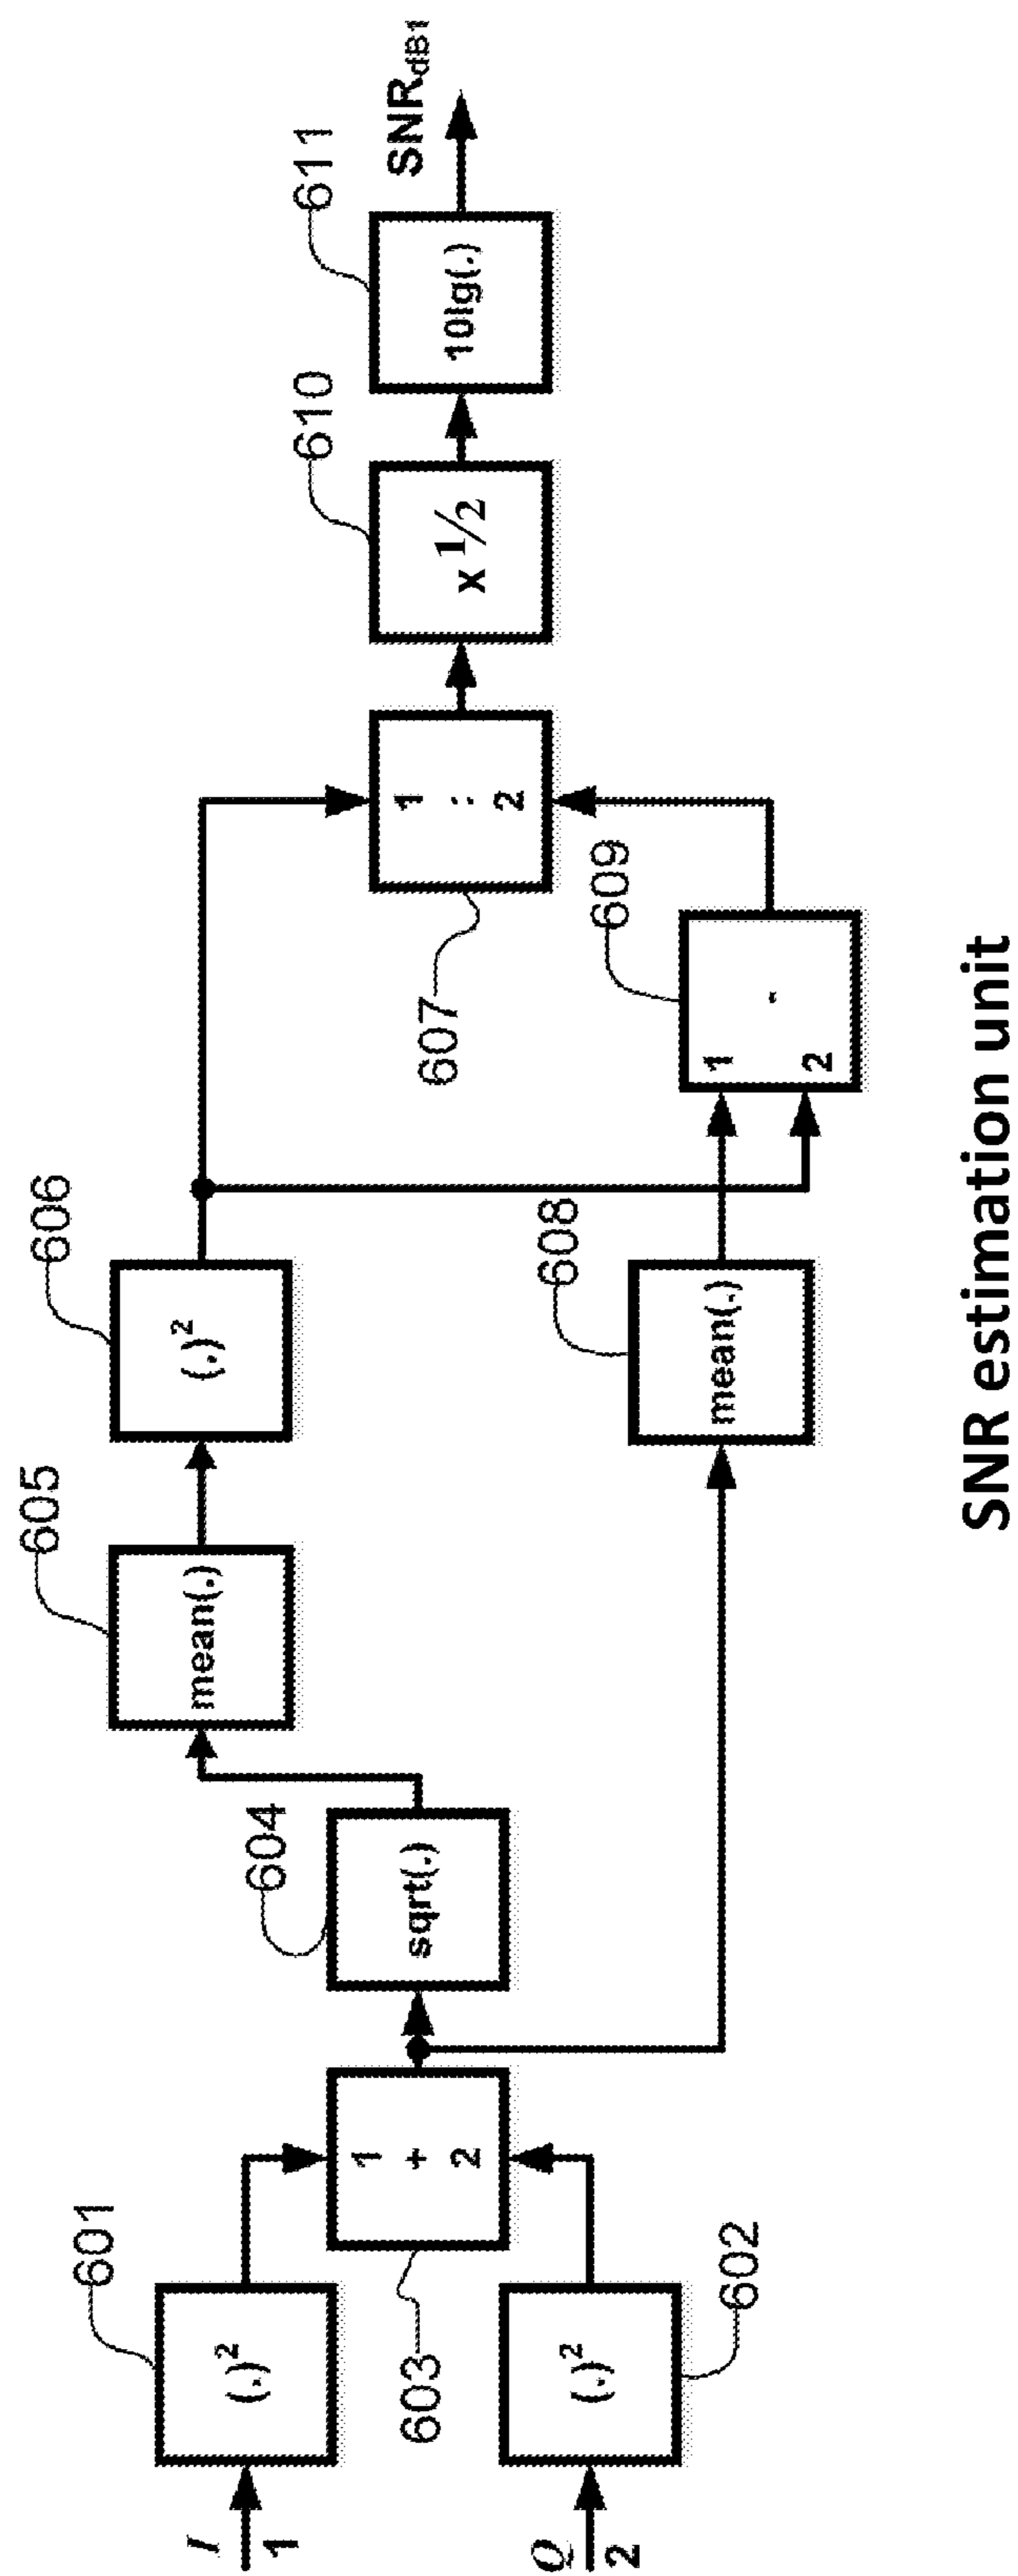 I
1
601
(.)²
Q
2
602
(.)²
603
1
+
2
604
sqrt(.)
605
mean(.)
606
(.)²
608
mean(.)
609
1
-
2
607
1
:
2
610
x ½
611
10lg(.)
SNRdB1
SNR estimation unit